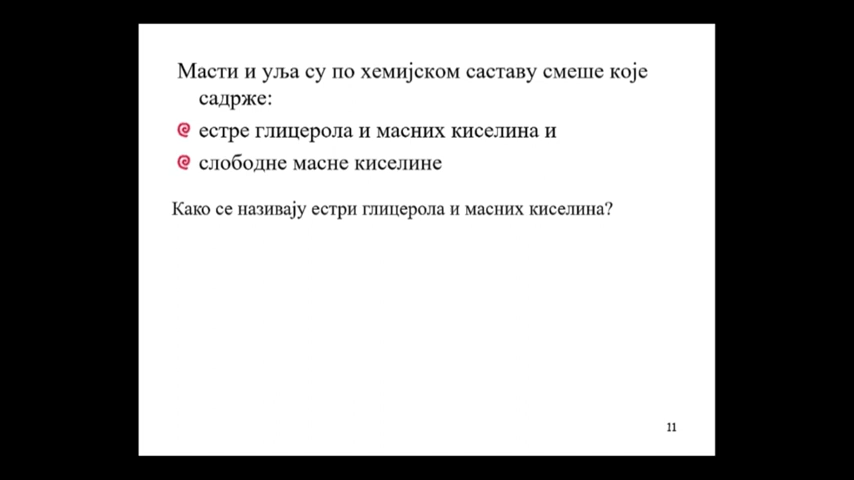 Масти и уља су по хемијском саставу смеше које
садрже:
естре глицерола и масних киселина и
слободне масне киселине
Како се називају естри глицерола и масних киселина?
11